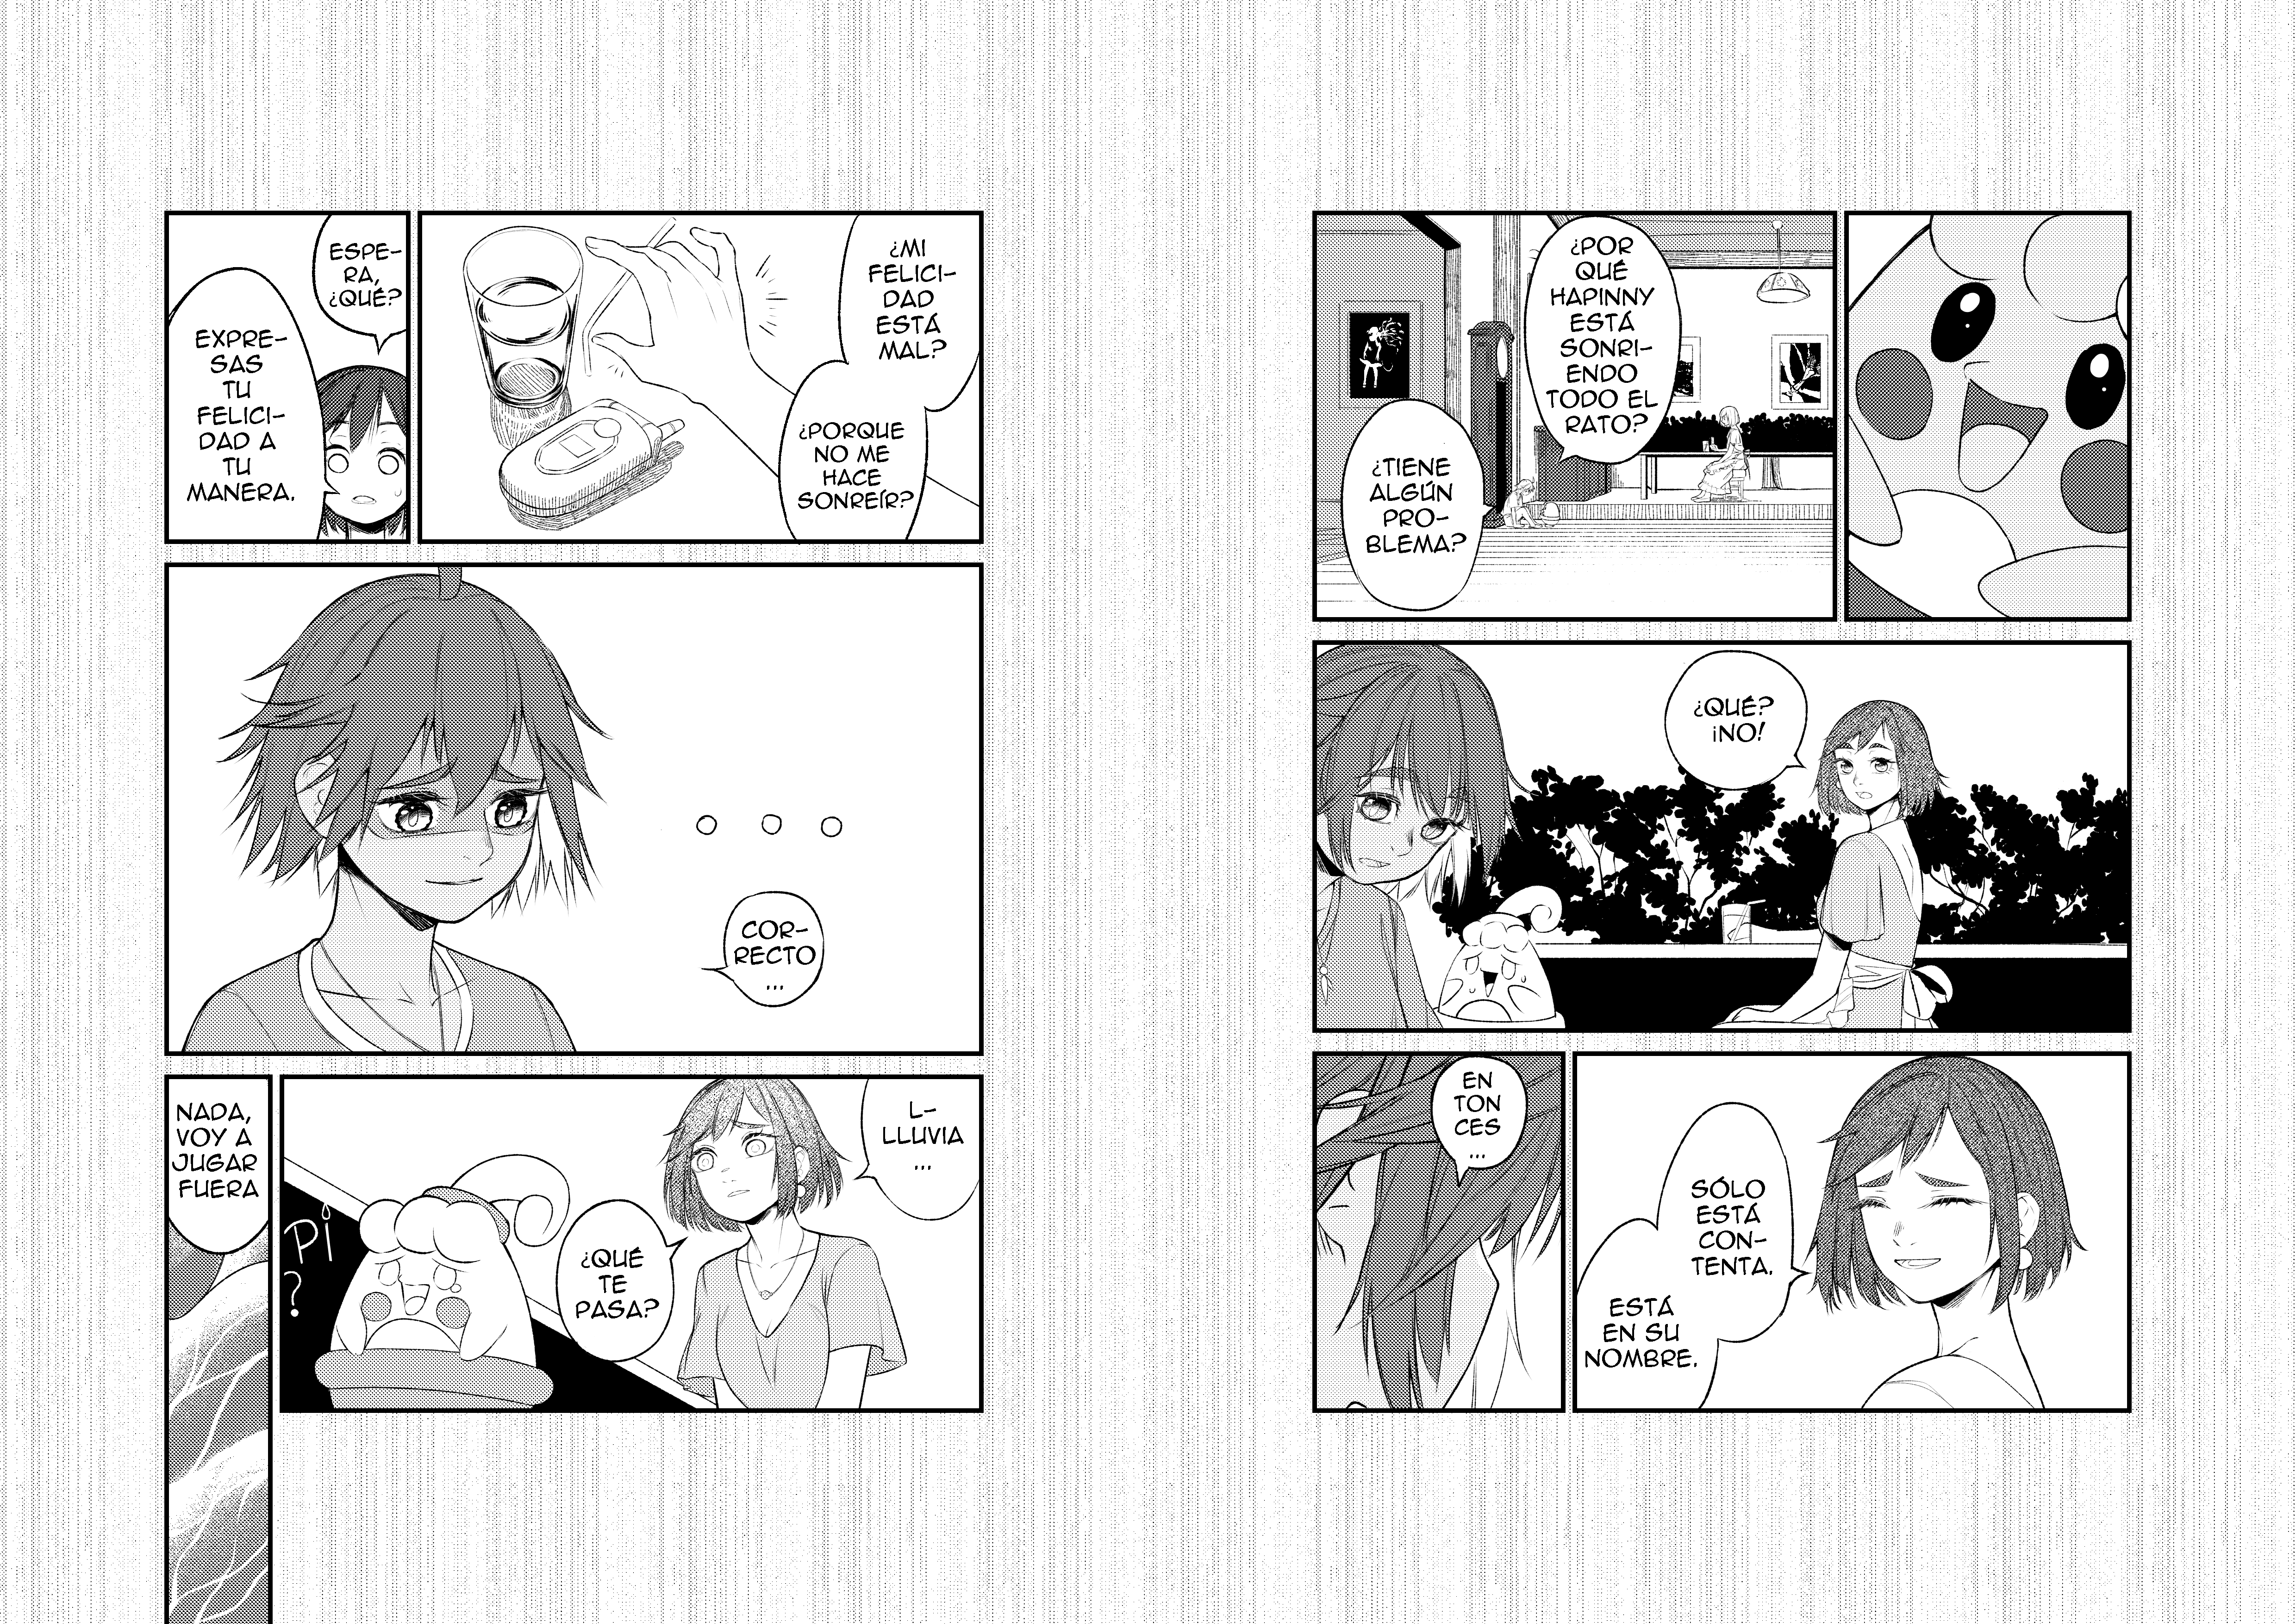 ¿POR
QUÉ
HAPINNY
ESTÁ
SONRI-
ENDO
TODO EL
RATO?
¿TIENE
ALGÚN
PRO-
BLEMA?
¿QUÉ?
¡NO!
SÓLO
ESTÁ
CON-
TENTA.
ESTÁ
EN SU
NOMBRE.
EN
TON
CES
...
¿MI
FELICI-
DAD
ESTÁ
MAL?
¿PORQUE
NO ME
HACE
SONREÍR?
ESPE-
RA,
¿QUÉ?
EXPRE-
SAS
TU
FELICI-
DAD A
TU
MANERA.
COR-
RECTO
...
L-
LLUVIA
...
¿QUÉ
TE
PASA?
PÍ
?
NADA,
VOY A
JUGAR
FUERA